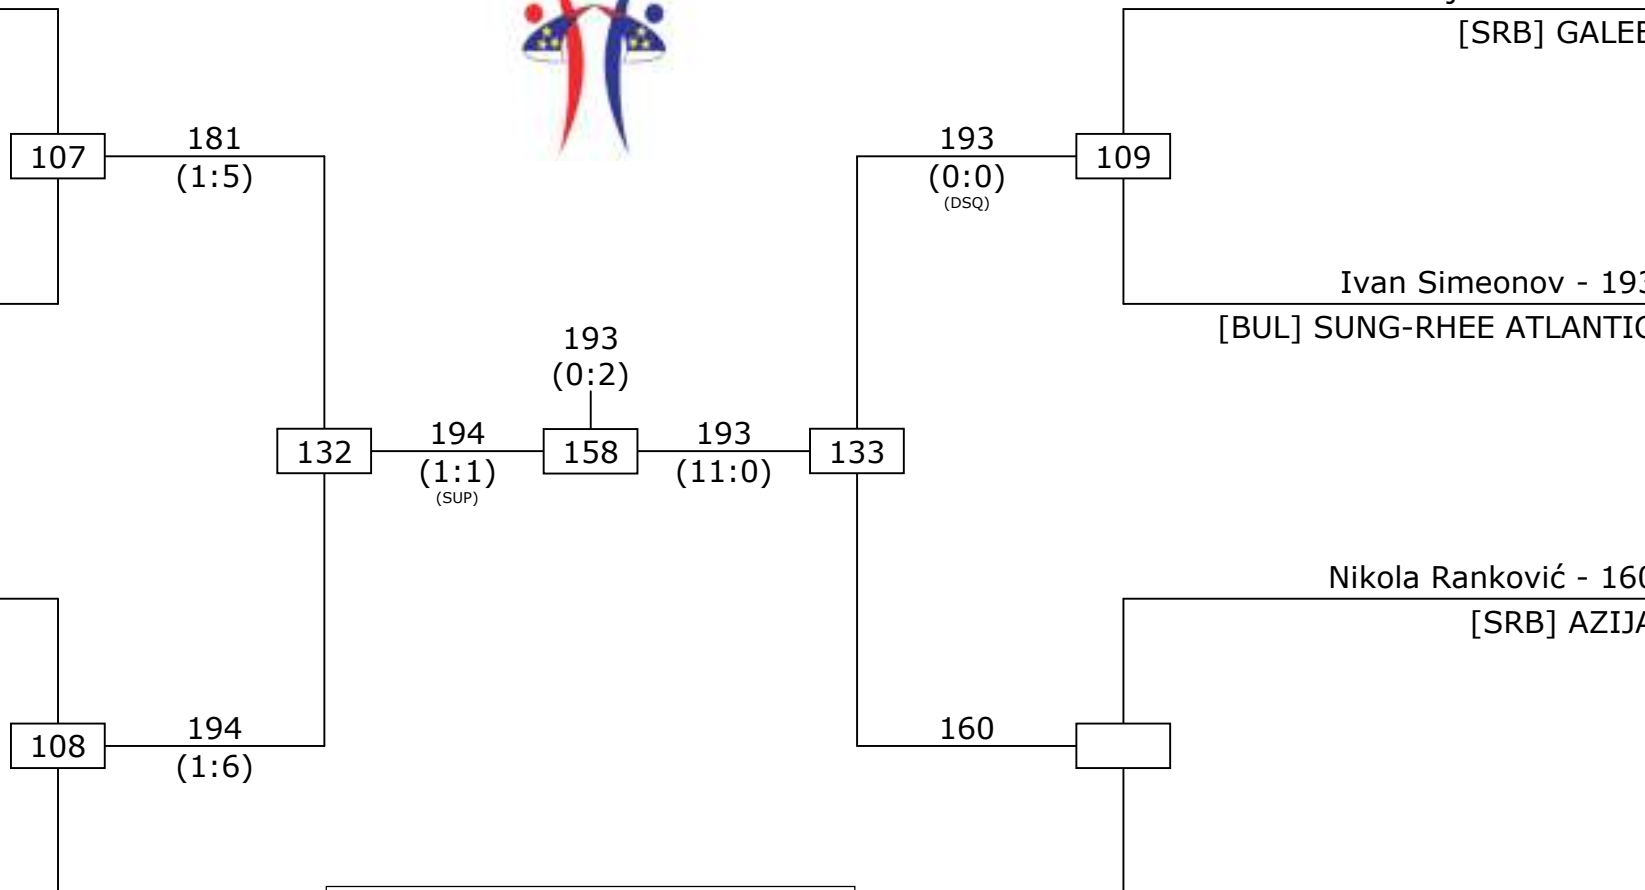 [SRB] GALEB
181
193
107
109
(1:5)
(0:0)
(DSQ)
Ivan Simeonov - 193
[BUL] SUNG-RHEE ATLANTIC
193
(0:2)
132
194
158
193
133
(1:1)
(11:0)
(SUP)
Nikola Ranković - 160
[SRB] AZIJA
108
194
160
(1:6)